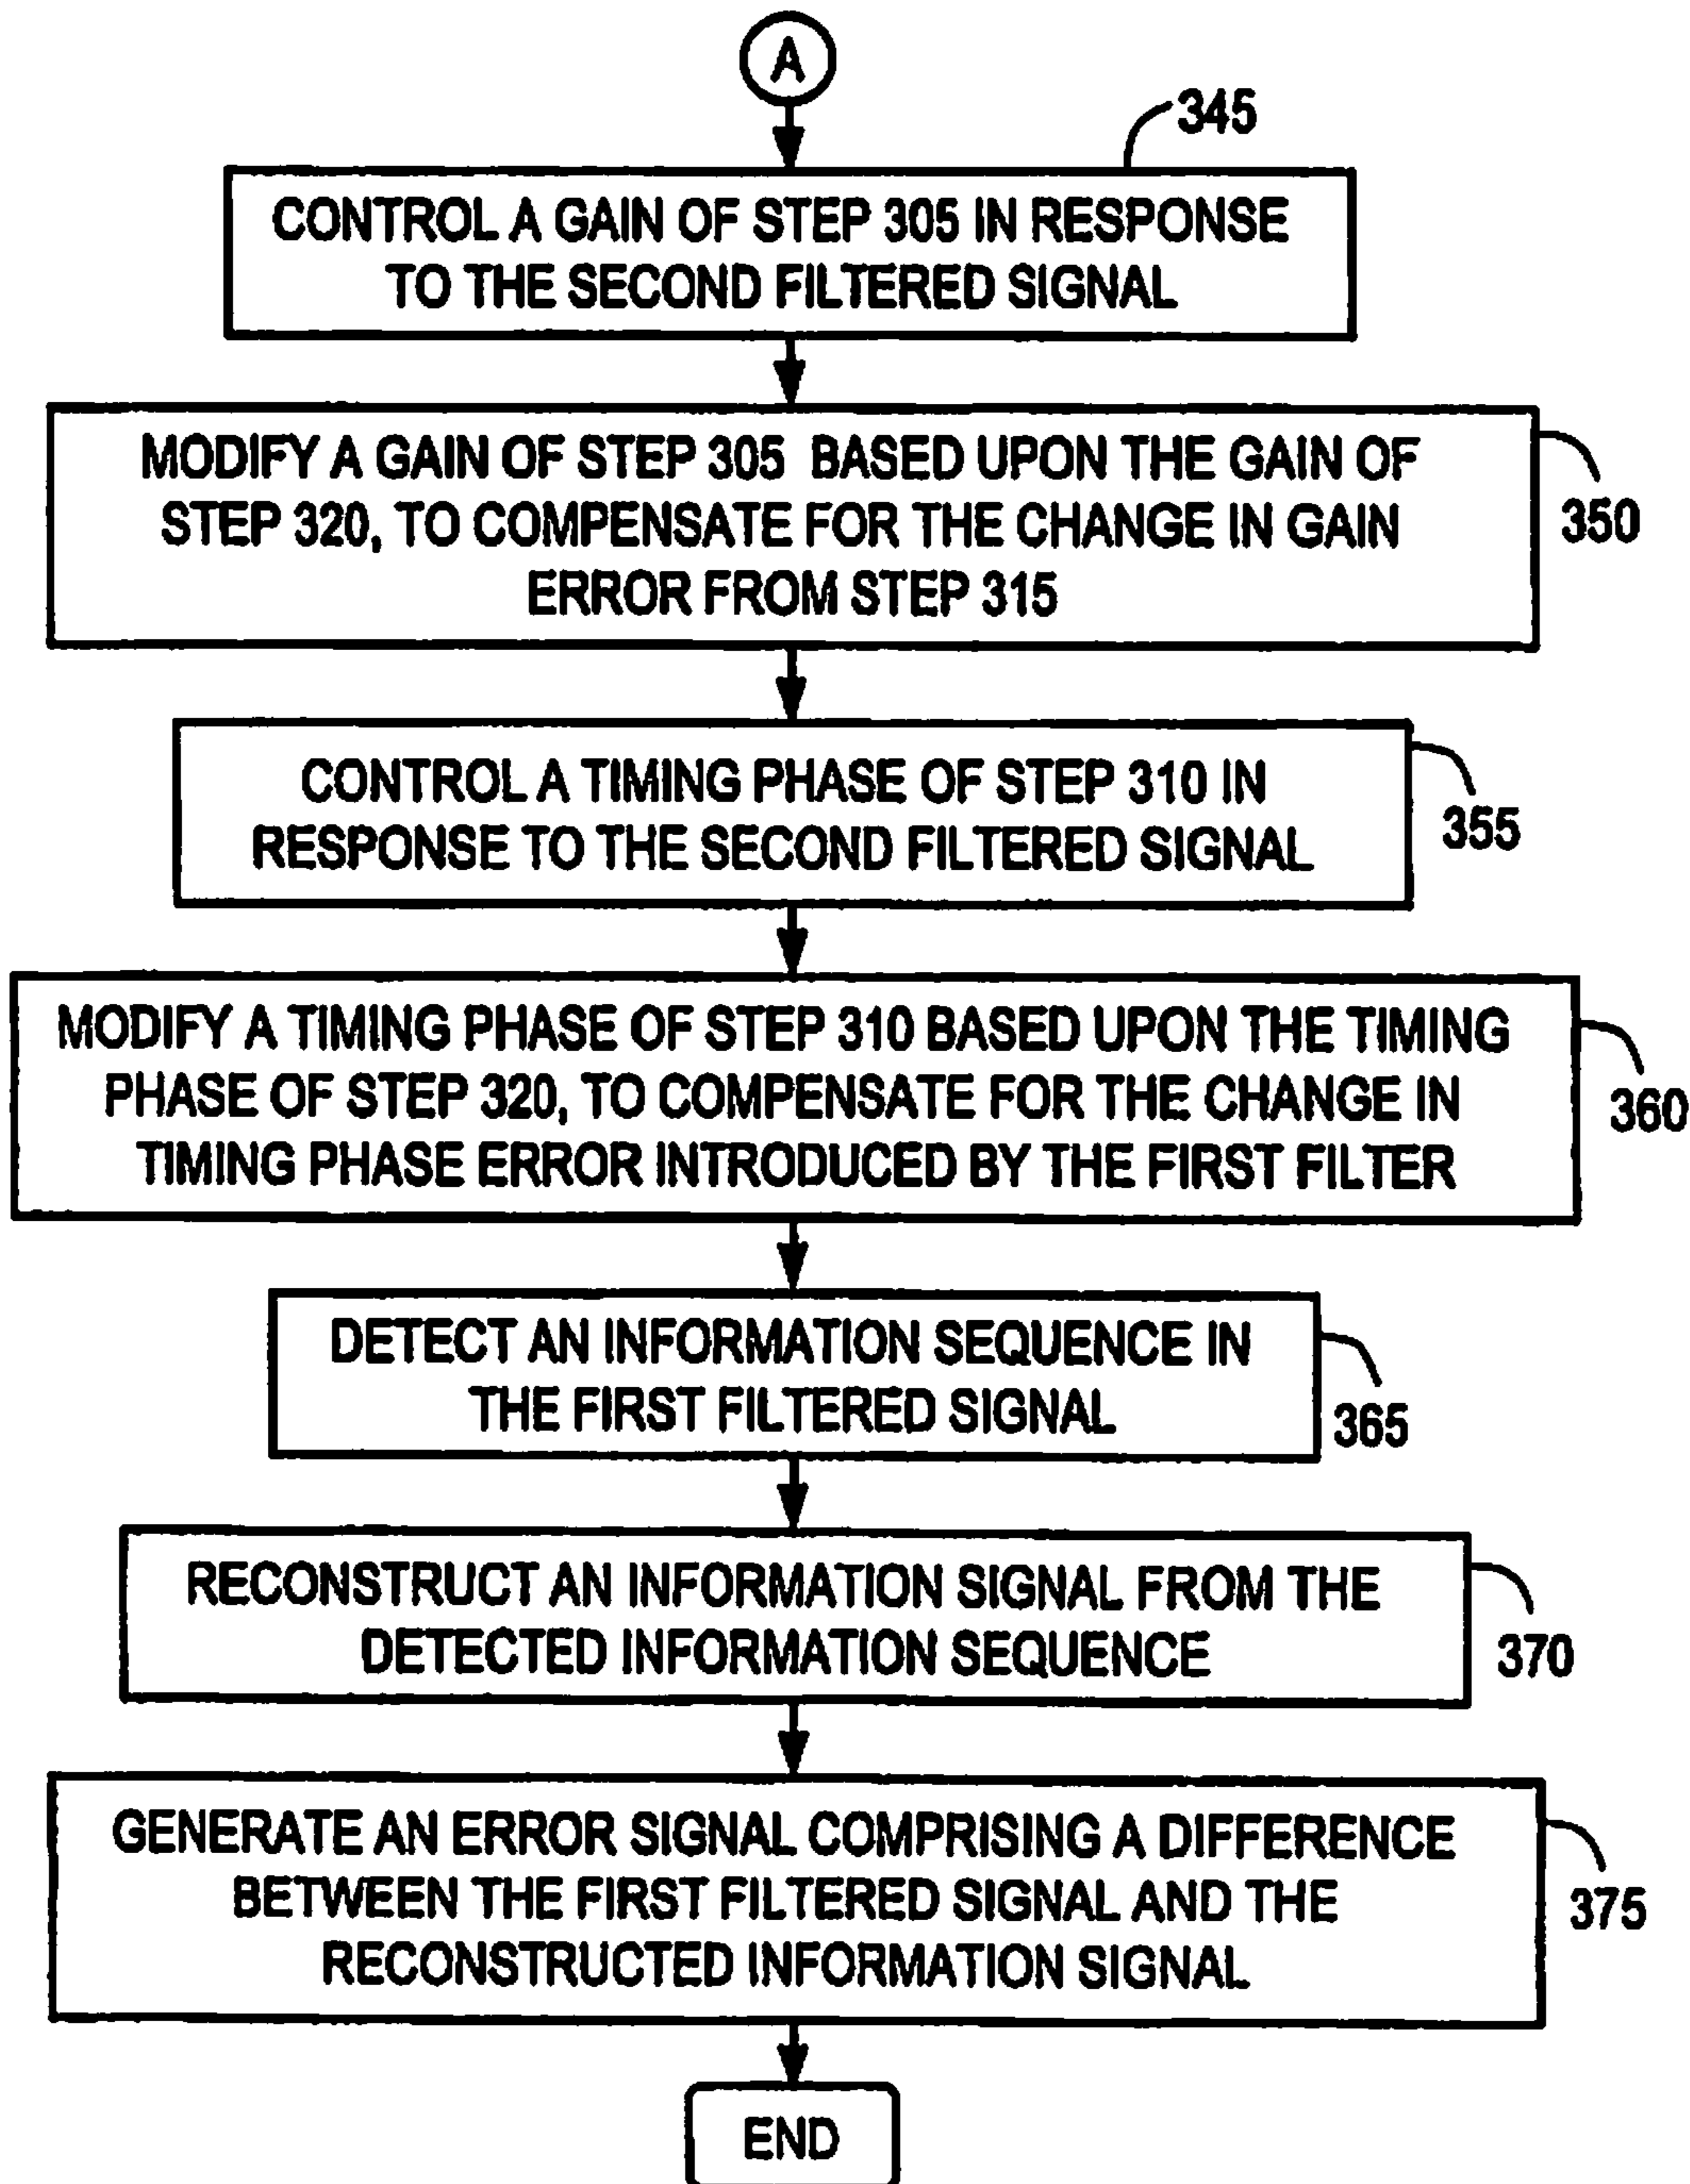 A
345
CONTROL A GAIN OF STEP 305 IN RESPONSE
TO THE SECOND FILTERED SIGNAL
MODIFY A GAIN OF STEP 305 BASED UPON THE GAIN OF
STEP 320, TO COMPENSATE FOR THE CHANGE IN GAIN
ERROR FROM STEP 315
350
CONTROL A TIMING PHASE OF STEP 310 IN
RESPONSE TO THE SECOND FILTERED SIGNAL
355
MODIFY A TIMING PHASE OF STEP 310 BASED UPON THE TIMING
PHASE OF STEP 320, TO COMPENSATE FOR THE CHANGE IN
TIMING PHASE ERROR INTRODUCED BY THE FIRST FILTER
360
DETECT AN INFORMATION SEQUENCE IN
THE FIRST FILTERED SIGNAL
365
RECONSTRUCT AN INFORMATION SIGNAL FROM THE
DETECTED INFORMATION SEQUENCE
370
GENERATE AN ERROR SIGNAL COMPRISING A DIFFERENCE
BETWEEN THE FIRST FILTERED SIGNAL AND THE
RECONSTRUCTED INFORMATION SIGNAL
375
END